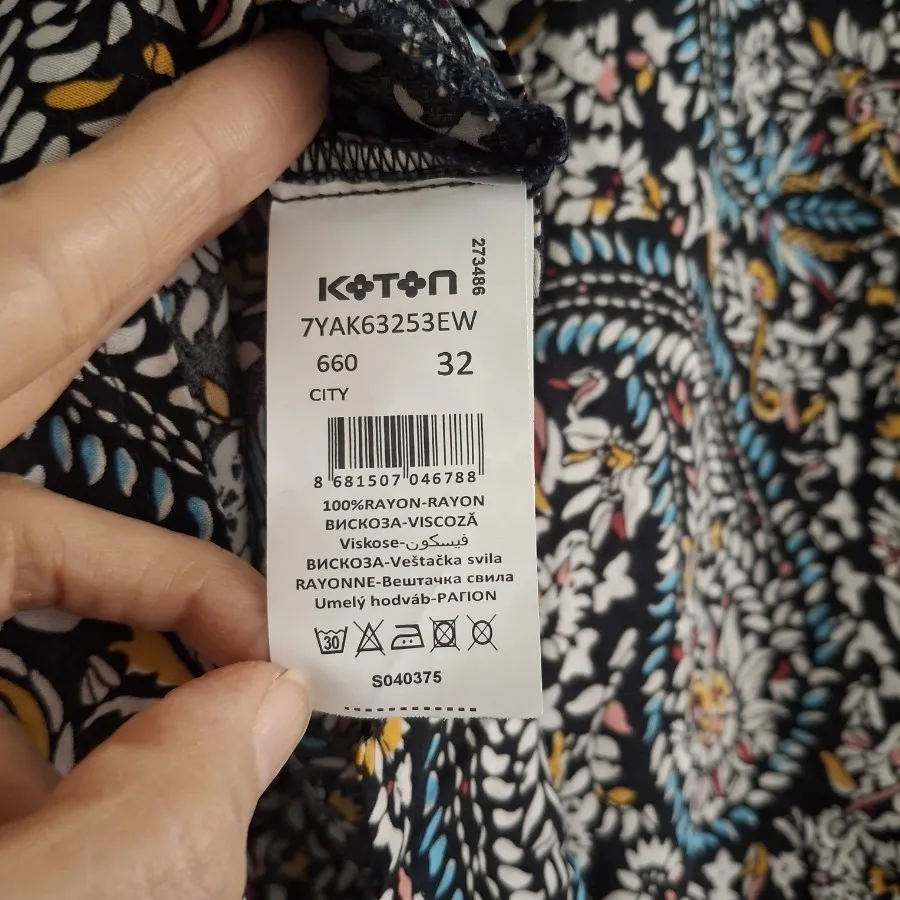 273486
KOTON
7YAK63253EW
660 32
CITY
8 681507 046788
100%RAYON-RAYON
ВИСКОЗА-VISCOZĂ
Viskose-فيسكون
ВИСКОЗА-Veštačka svila
RAYONNE-Вештачка свила
Umelý hodváb-РАГІОН
30
S040375